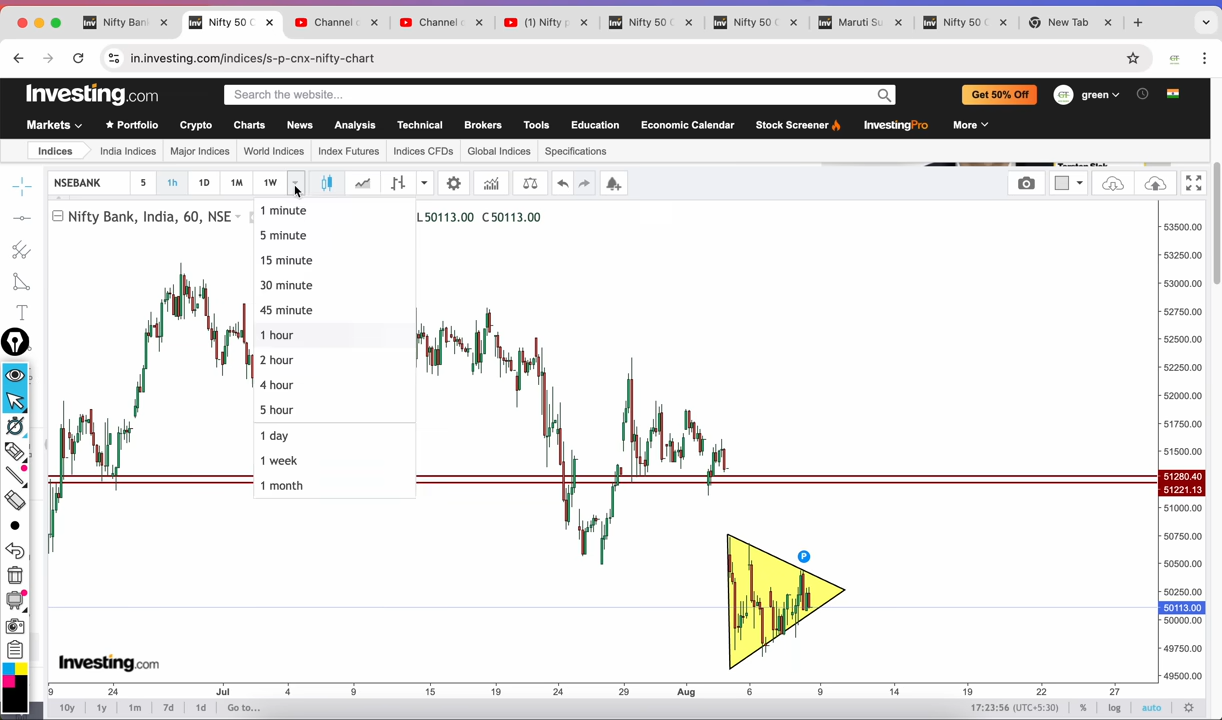 Nifty Bank
Nifty 50 C
Channel
Channel
(1) Nifty p
Nifty 50 C
Nifty 50 C
Maruti Su
Nifty 50 C
New Tab
in.investing.com/indices/s-p-cnx-nifty-chart
Investing.com
Search the website...
Get 50% Off
GT
green
Markets
Portfolio
Crypto
Charts
News
Analysis
Technical
Brokers
Tools
Education
Economic Calendar
Stock Screener
InvestingPro
More
Indices
India Indices
Major Indices
World Indices
Index Futures
Indices CFDs
Global Indices
Specifications
NSEBANK
5
1h
1D
1M
1W
Nifty Bank, India, 60, NSE
L50113.00 C50113.00
1 minute
5 minute
15 minute
30 minute
45 minute
1 hour
2 hour
4 hour
5 hour
1 day
1 week
1 month
53500.00
53250.00
53000.00
52750.00
52500.00
52250.00
52000.00
51750.00
51500.00
51280.40
51221.13
51000.00
50750.00
50500.00
50250.00
50113.00
50000.00
49750.00
49500.00
P
Investing.com
9
24
Jul
4
9
15
19
24
29
Aug
6
9
14
19
22
27
10y
1y
1m
7d
1d
Go to...
17:23:56 (UTC+5:30)
%
log
auto